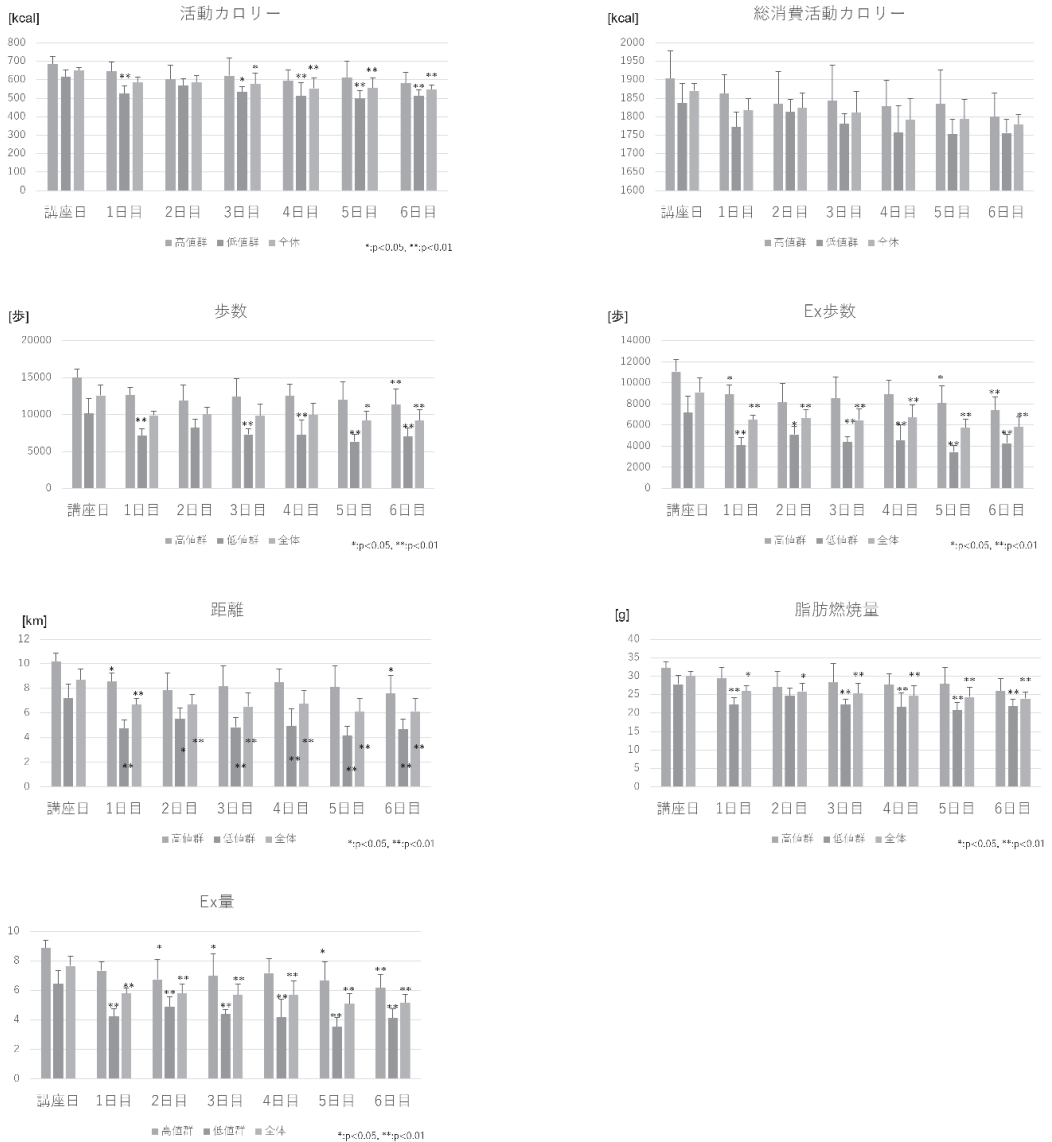 [kcal]
活動カロリー
800
700
600
500
400
300
200
100
0
** * ** ** ** **
* ** ** **
講座日 1日目 2日目 3日目 4日目 5日目 6日目
高値群 低値群 全体
*:p<0.05, **:p<0.01
[kcal]
総消費活動カロリー
2000
1950
1900
1850
1800
1750
1700
1650
1600
講座日 1日目 2日目 3日目 4日目 5日目 6日目
高値群 低値群 全体
[歩]
歩数
20000
15000
10000
5000
0
**
** ** ** * **
** **
講座日 1日目 2日目 3日目 4日目 5日目 6日目
高値群 低値群 全体
*:p<0.05, **:p<0.01
[歩]
Ex歩数
14000
12000
10000
8000
6000
4000
2000
0
* * **
** ** ** ** ** **
** * ** ** ** **
講座日 1日目 2日目 3日目 4日目 5日目 6日目
高値群 低値群 全体
*:p<0.05, **:p<0.01
[km]
距離
12
10
8
6
4
2
0
* *
**
* ** ** ** ** **
** ** ** ** **
講座日 1日目 2日目 3日目 4日目 5日目 6日目
高値群 低値群 全体
*:p<0.05, **:p<0.01
[g]
脂肪燃焼量
40
35
30
25
20
15
10
5
0
* * ** ** ** **
** ** ** ** **
講座日 1日目 2日目 3日目 4日目 5日目 6日目
高値群 低値群 全体
*:p<0.05, **:p<0.01
Ex量
10
8
6
4
2
0
* * * **
** ** ** ** ** **
** ** ** ** ** **
講座日 1日目 2日目 3日目 4日目 5日目 6日目
高値群 低値群 全体
*:p<0.05, **:p<0.01